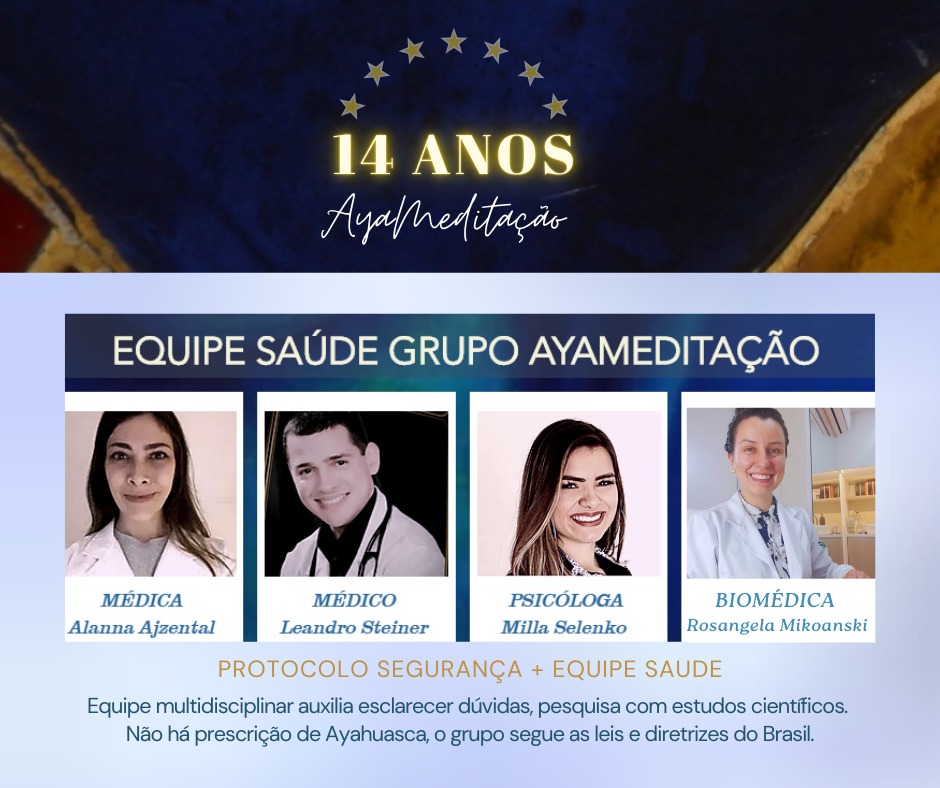 14 ANOS
AyaMeditação
EQUIPE SAÚDE GRUPO AYAMEDITAÇÃO
MÉDICA
Alanna Ajzental
MÉDICO
Leandro Steiner
PSICÓLOGA
Milla Selenko
BIOMÉDICA
Rosangela Mikoanski
PROTOCOLO SEGURANÇA + EQUIPE SAUDE
Equipe multidisciplinar auxilia esclarecer dúvidas, pesquisa com estudos científicos.
Não há prescrição de Ayahuasca, o grupo segue as leis e diretrizes do Brasil.